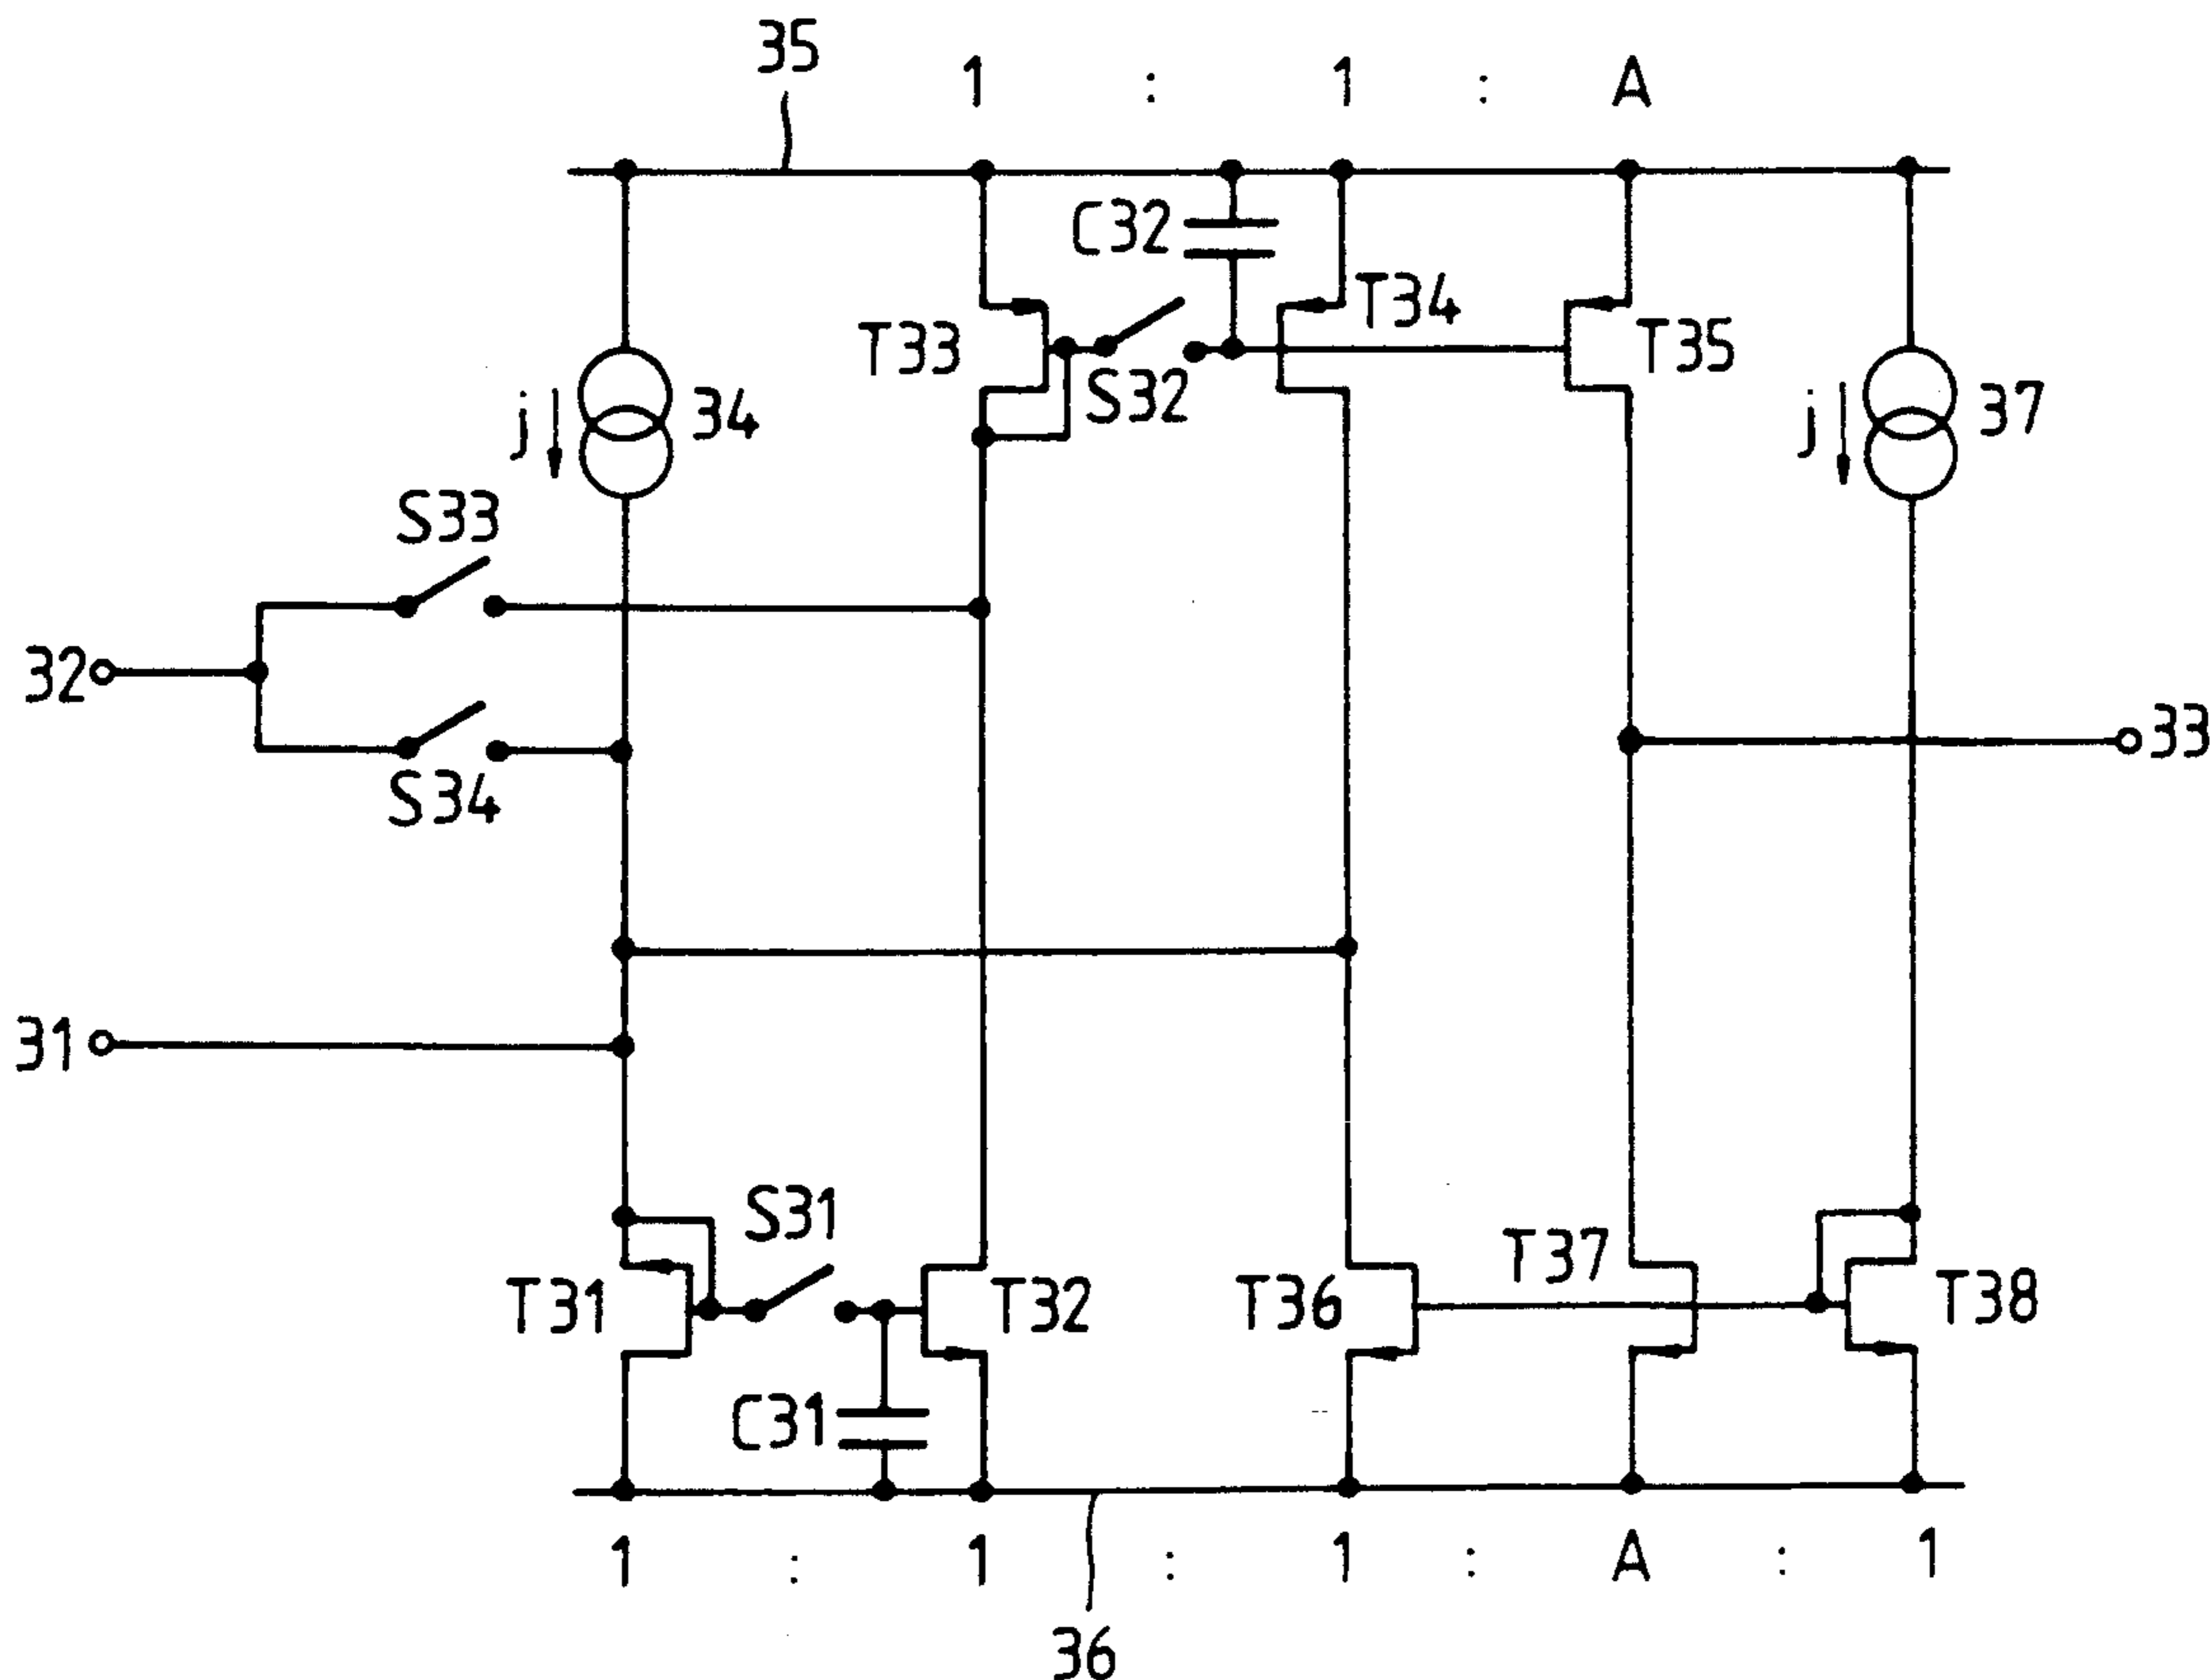 35
1 : 1 : A
C32
T34
T33
T35
S32
j
34
j
37
S33
32
33
S34
31
S31
T37
T31
T32
T36
T38
C31
1 : 1 : 1 : A : 1
36